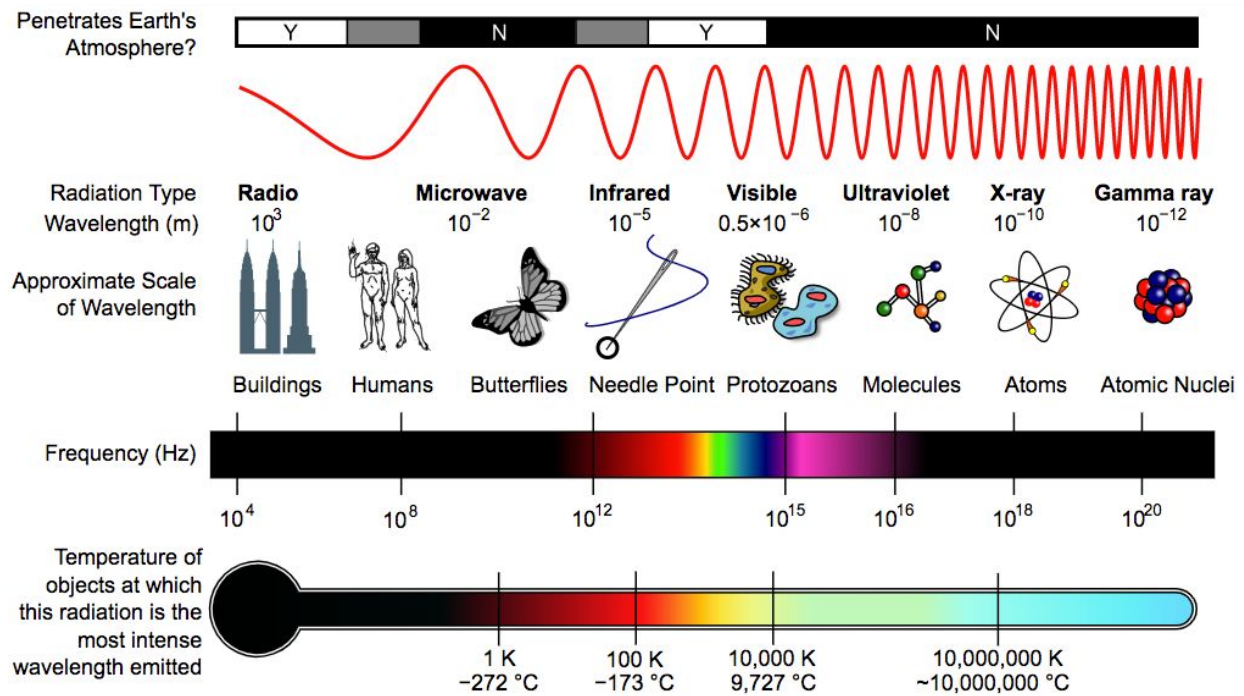 Penetrates Earth's
Atmosphere?
Y N Y N
Radiation Type
Radio Microwave Infrared Visible Ultraviolet X-ray Gamma ray
Wavelength (m)
10³ 10⁻² 10⁻⁵ 0.5×10⁻⁶ 10⁻⁸ 10⁻¹⁰ 10⁻¹²
Approximate Scale
of Wavelength
Buildings Humans Butterflies Needle Point Protozoans Molecules Atoms Atomic Nuclei
Frequency (Hz)
10⁴ 10⁸ 10¹² 10¹⁵ 10¹⁶ 10¹⁸ 10²⁰
Temperature of
objects at which
this radiation is the
most intense
wavelength emitted
1 K 100 K 10,000 K 10,000,000 K
−272 °C −173 °C 9,727 °C ~10,000,000 °C